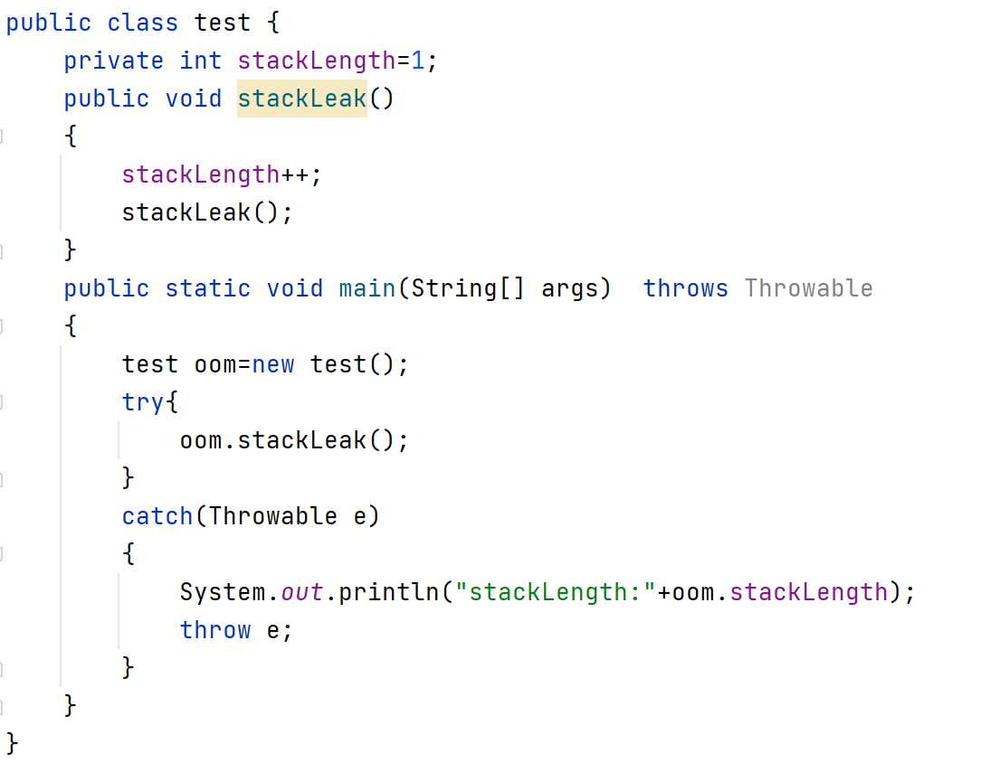 public class test {
    private int stackLength=1;
    public void stackLeak()
    {
        stackLength++;
        stackLeak();
    }
    public static void main(String[] args)  throws Throwable
    {
        test oom=new test();
        try{
            oom.stackLeak();
        }
        catch(Throwable e)
        {
            System.out.println("stackLength:"+oom.stackLength);
            throw e;
        }
    }
}